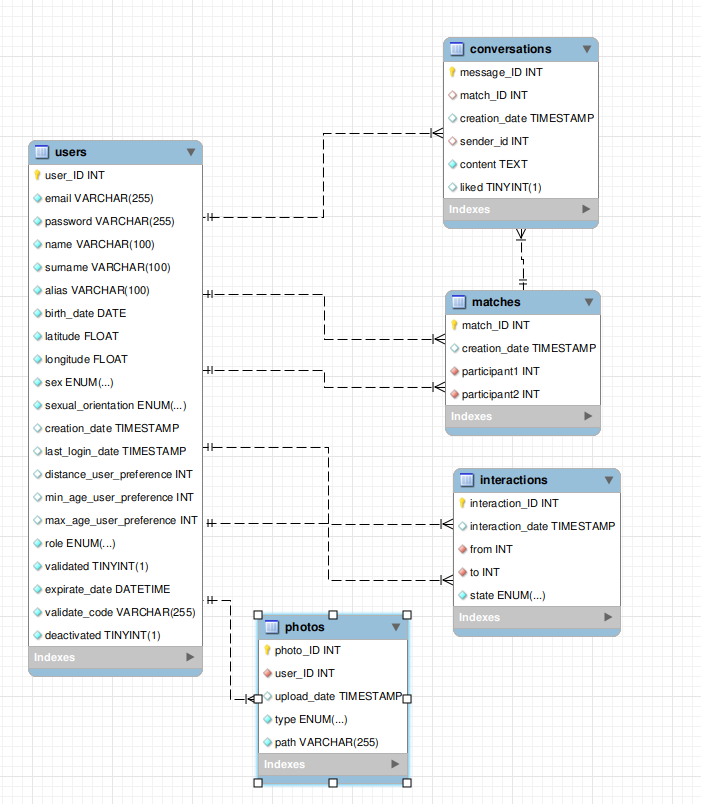 conversations
message_ID INT
match_ID INT
creation_date TIMESTAMP
sender_id INT
content TEXT
liked TINYINT(1)
Indexes
users
user_ID INT
email VARCHAR(255)
password VARCHAR(255)
name VARCHAR(100)
surname VARCHAR(100)
alias VARCHAR(100)
birth_date DATE
latitude FLOAT
longitude FLOAT
sex ENUM(...)
sexual_orientation ENUM(...)
creation_date TIMESTAMP
last_login_date TIMESTAMP
distance_user_preference INT
min_age_user_preference INT
max_age_user_preference INT
role ENUM(...)
validated TINYINT(1)
expirate_date DATETIME
validate_code VARCHAR(255)
deactivated TINYINT(1)
Indexes
matches
match_ID INT
creation_date TIMESTAMP
participant1 INT
participant2 INT
Indexes
interactions
interaction_ID INT
interaction_date TIMESTAMP
from INT
to INT
state ENUM(...)
Indexes
photos
photo_ID INT
user_ID INT
upload_date TIMESTAMP
type ENUM(...)
path VARCHAR(255)
Indexes